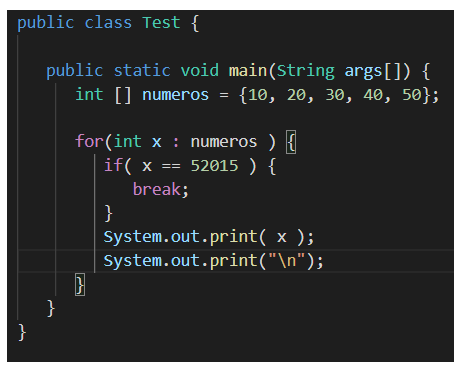 public class Test {
public static void main(String args[]) {
int [] numeros = {10, 20, 30, 40, 50};
for(int x : numeros ) {
if( x == 52015 ) {
break;
}
System.out.print( x );
System.out.print("\n");
}
}
}